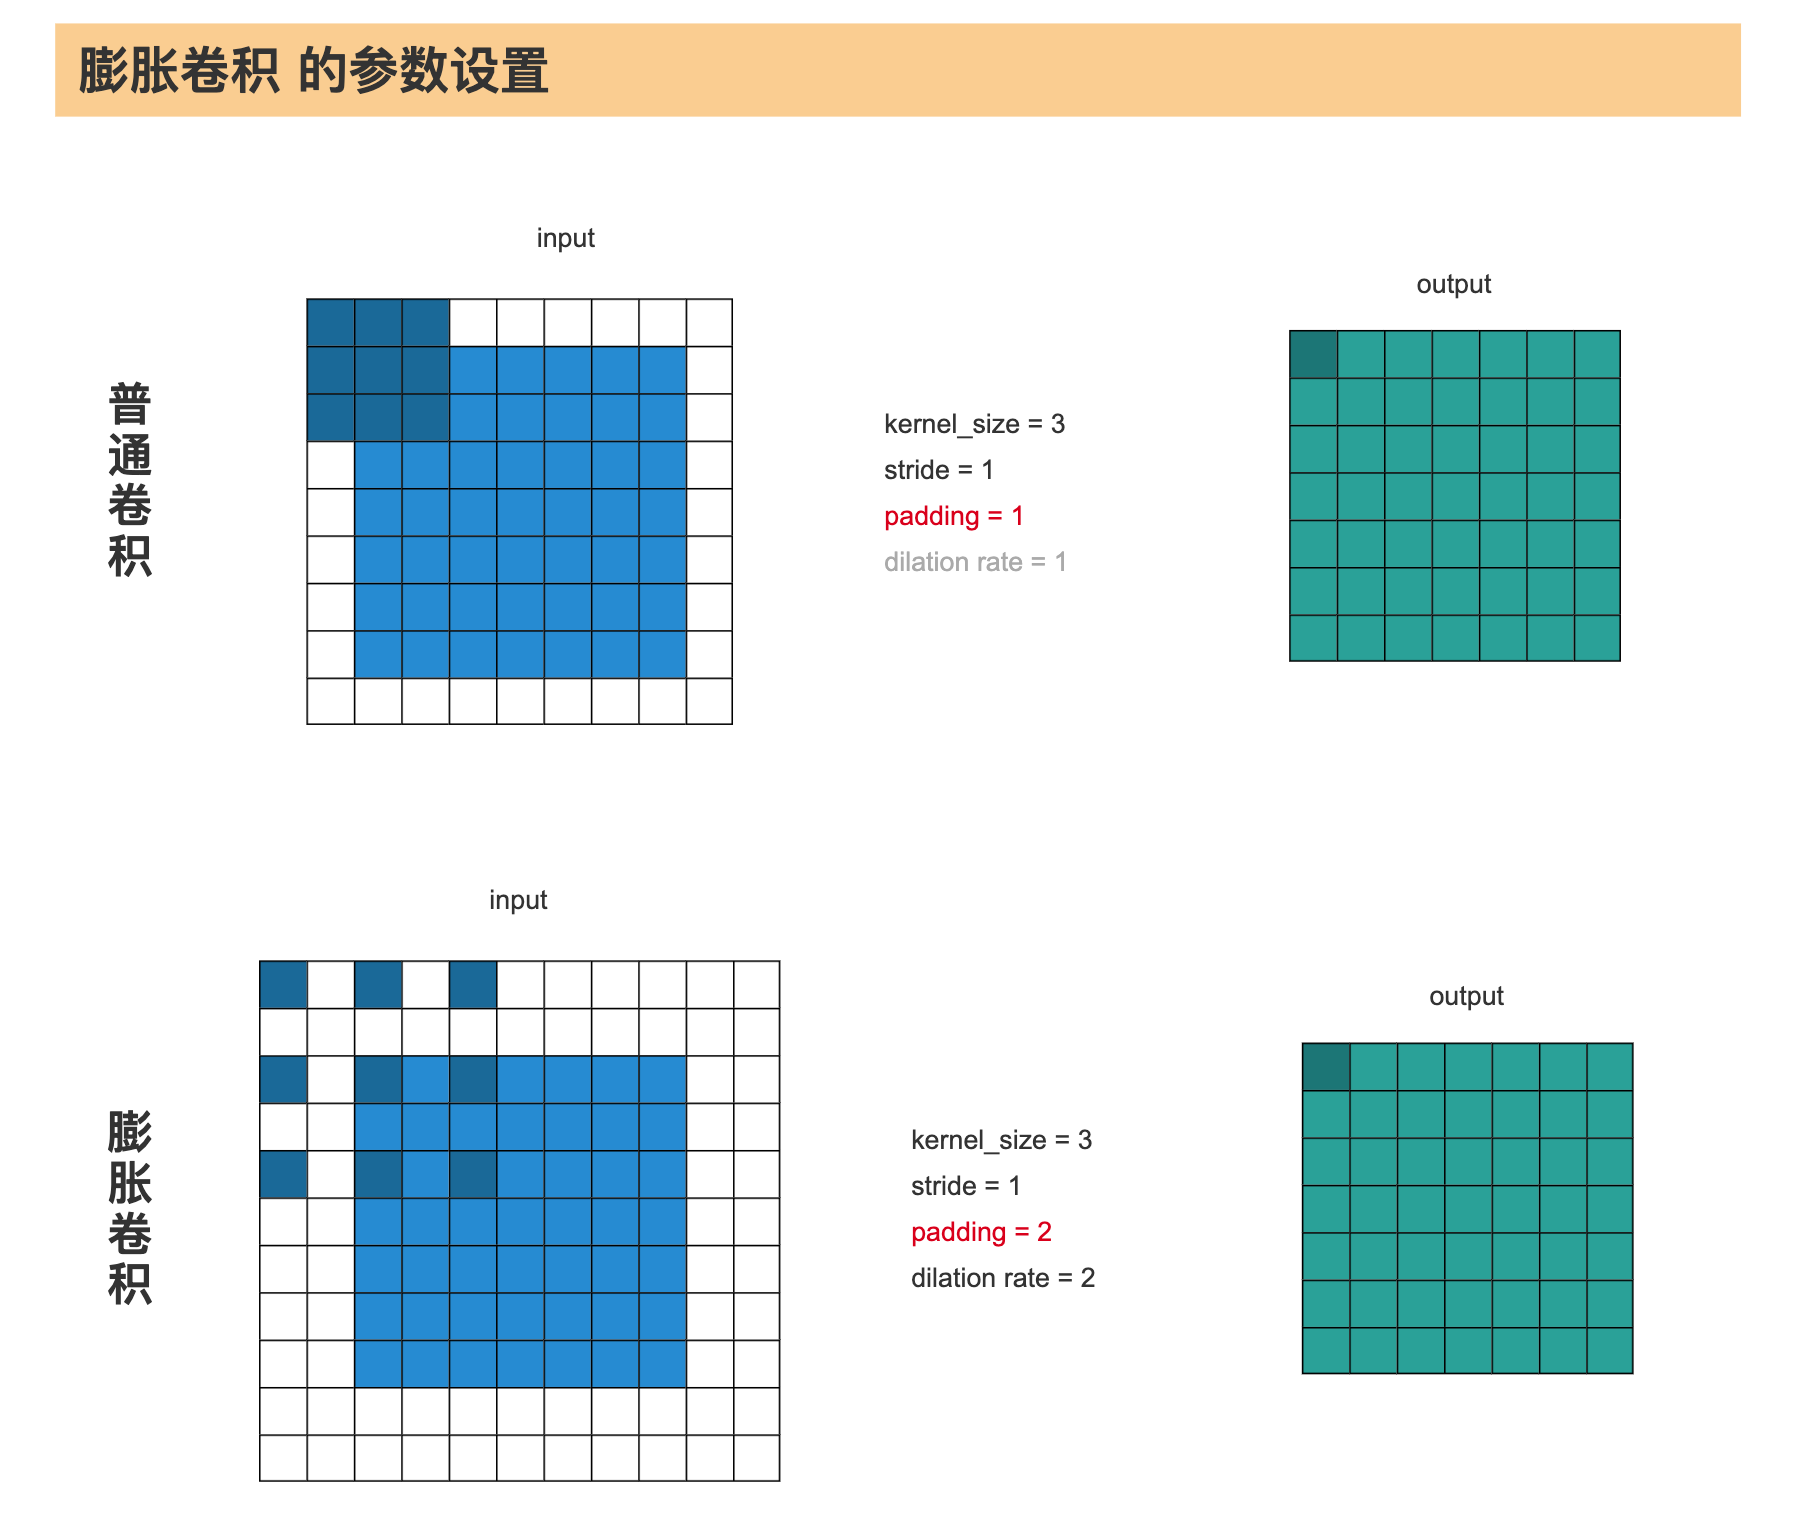 膨胀卷积 的参数设置
input
output
普通卷积
kernel_size = 3
stride = 1
padding = 1
dilation rate = 1
input
output
膨胀卷积
kernel_size = 3
stride = 1
padding = 2
dilation rate = 2